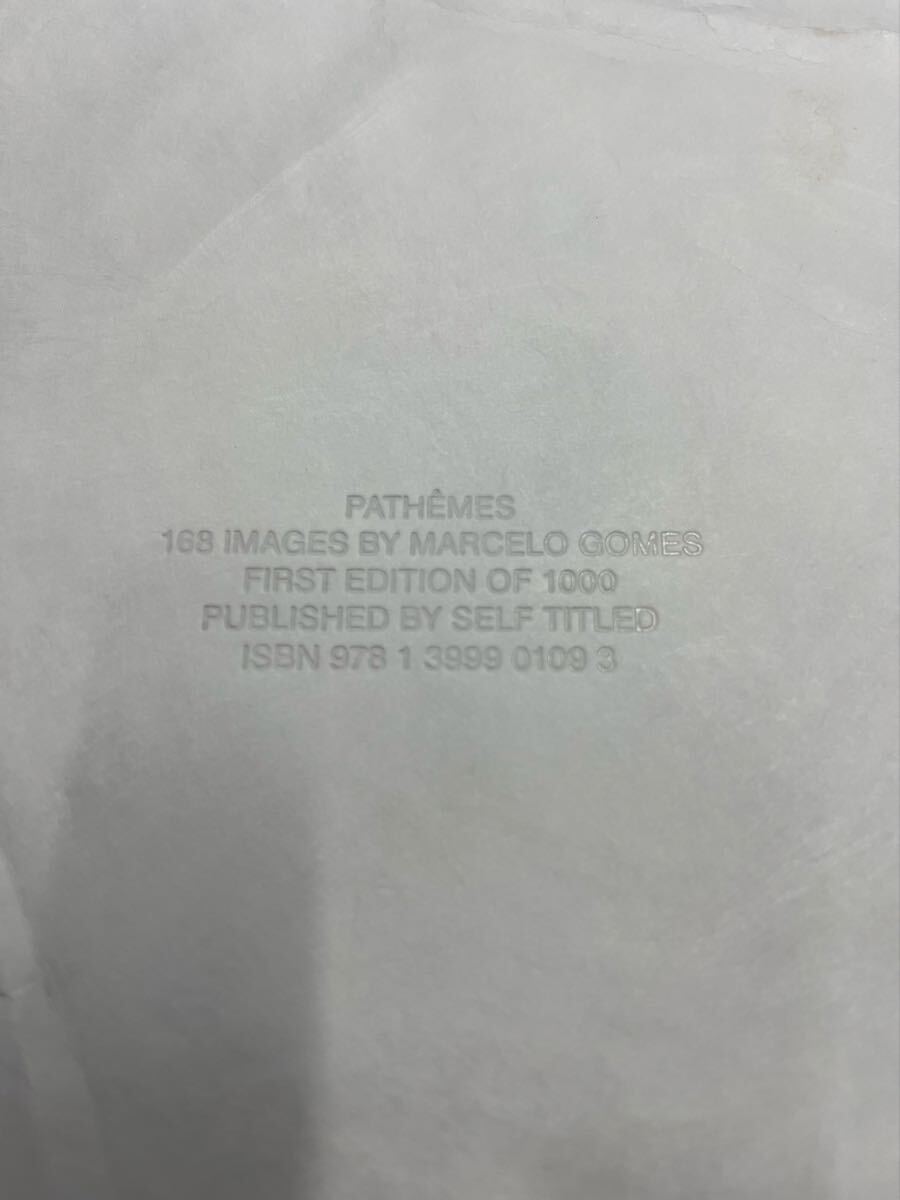 PATHÊMES
168 IMAGES BY MARCELO GOMES
FIRST EDITION OF 1000
PUBLISHED BY SELF TITLED
ISBN 978 1 3999 0109 3